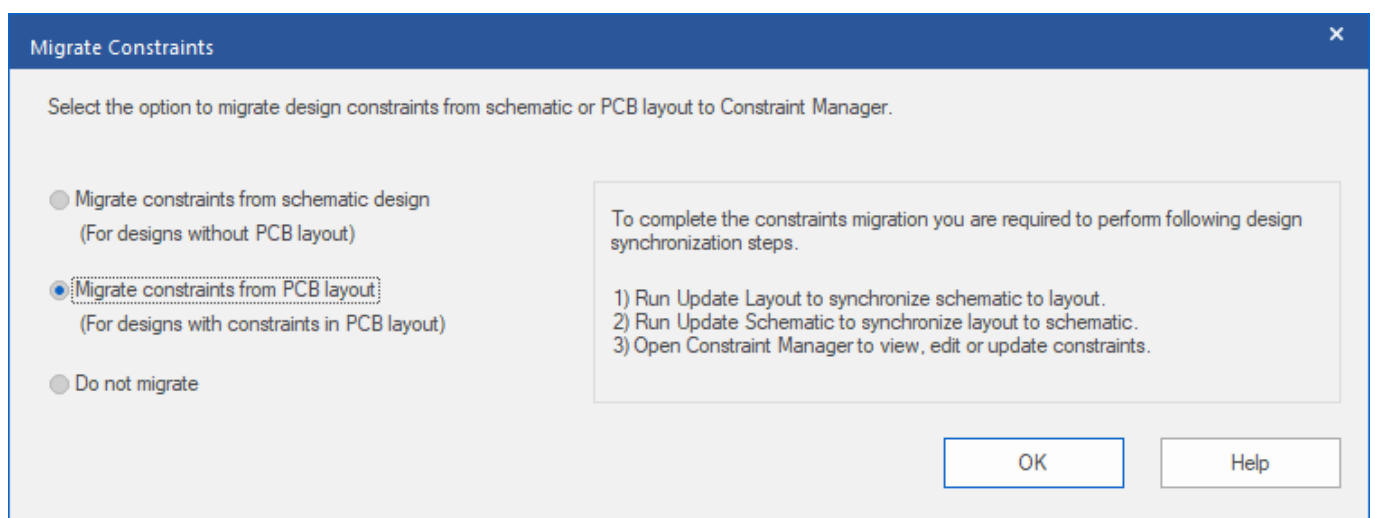 Migrate Constraints
Select the option to migrate design constraints from schematic or PCB layout to Constraint Manager.
Migrate constraints from schematic design
(For designs without PCB layout)
Migrate constraints from PCB layout
(For designs with constraints in PCB layout)
Do not migrate
To complete the constraints migration you are required to perform following design
synchronization steps.
1) Run Update Layout to synchronize schematic to layout.
2) Run Update Schematic to synchronize layout to schematic.
3) Open Constraint Manager to view, edit or update constraints.
OK
Help